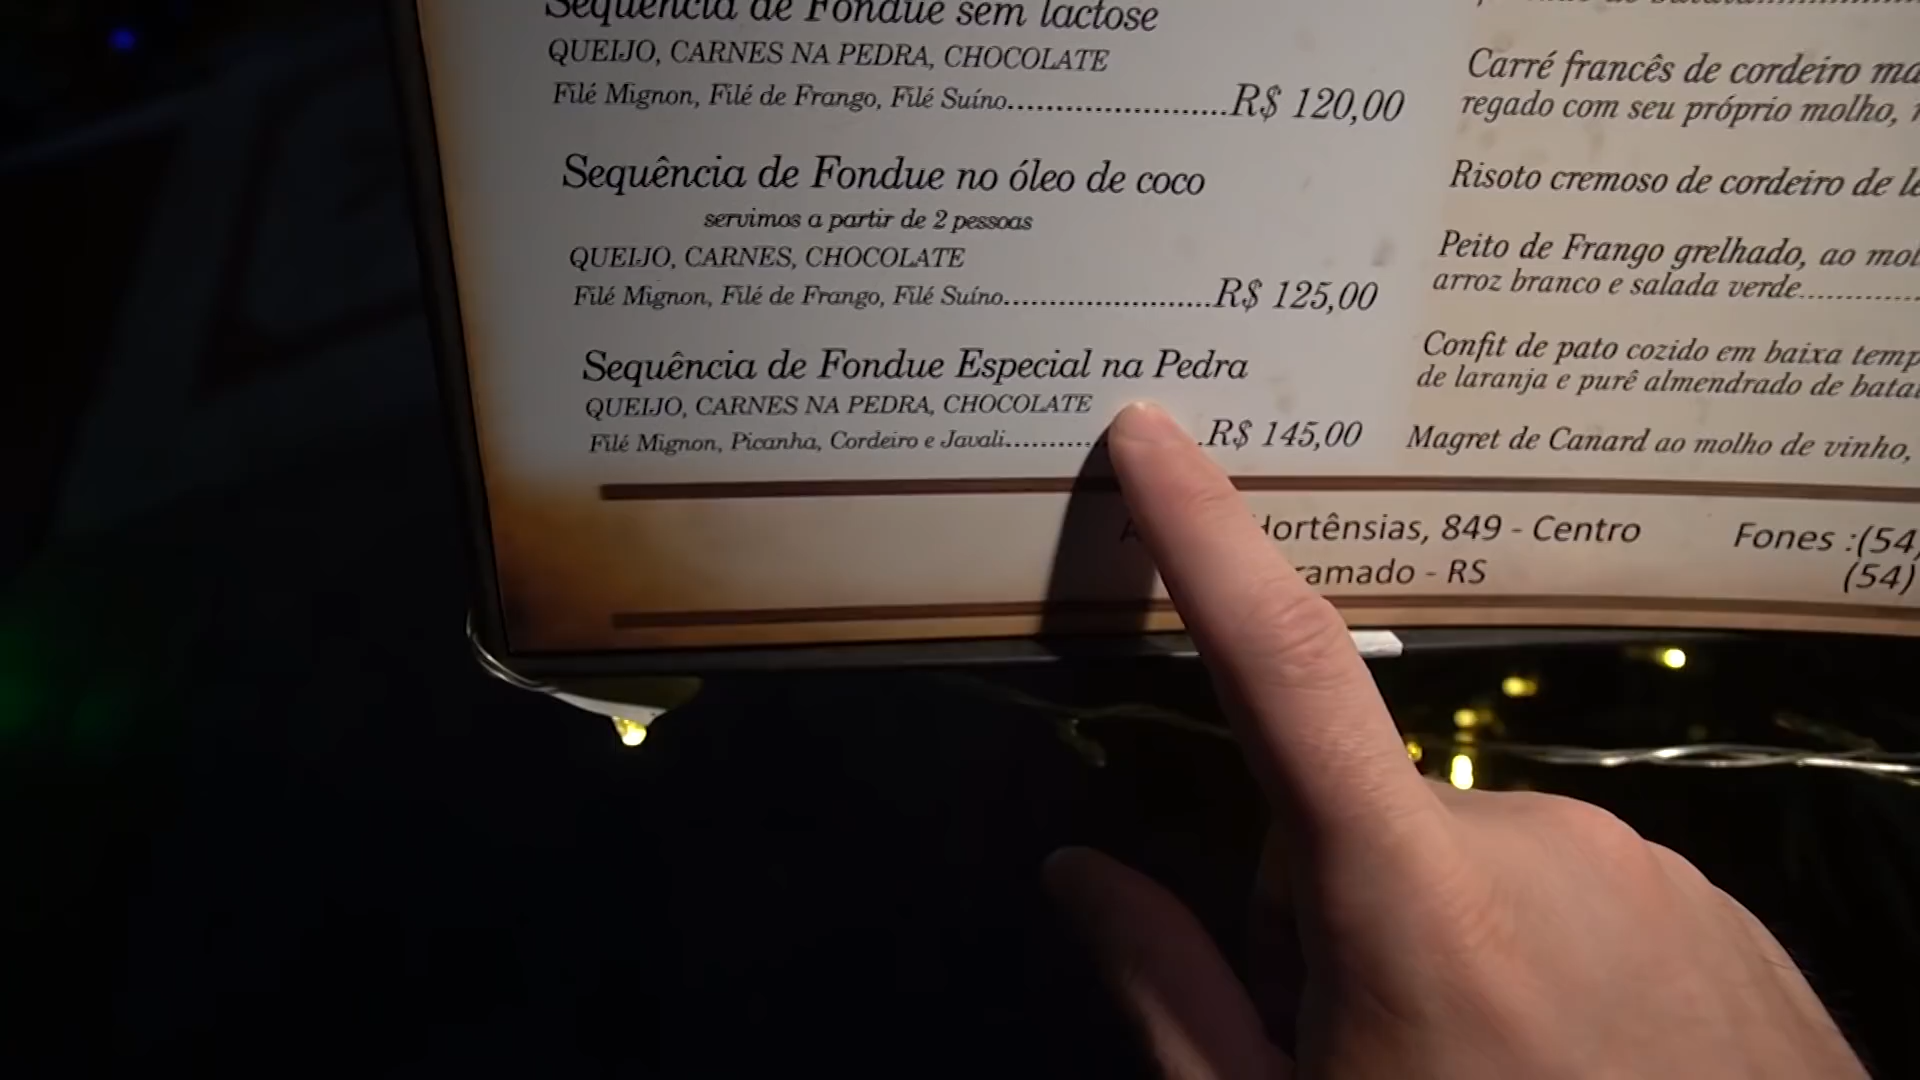 Sequência de Fondue sem lactose
QUEIJO, CARNES NA PEDRA, CHOCOLATE
Filé Mignon, Filé de Frango, Filé Suíno......................R$ 120,00
Sequência de Fondue no óleo de coco
servimos a partir de 2 pessoas
QUEIJO, CARNES, CHOCOLATE
Filé Mignon, Filé de Frango, Filé Suíno.....................R$ 125,00
Sequência de Fondue Especial na Pedra
QUEIJO, CARNES NA PEDRA, CHOCOLATE
Filé Mignon, Picanha, Cordeiro e Javali.......... .R$ 145,00
Carré francês de cordeiro
regado com seu próprio molho,
Risoto cremoso de cordeiro de
Peito de Frango grelhado, ao
arroz branco e salada verde............
Confit de pato cozido em baixa
de laranja e purê almendrado de
Magret de Canard ao molho de vinho,
Hortênsias, 849 - Centro
ramado - RS
Fones :(54)
(54)